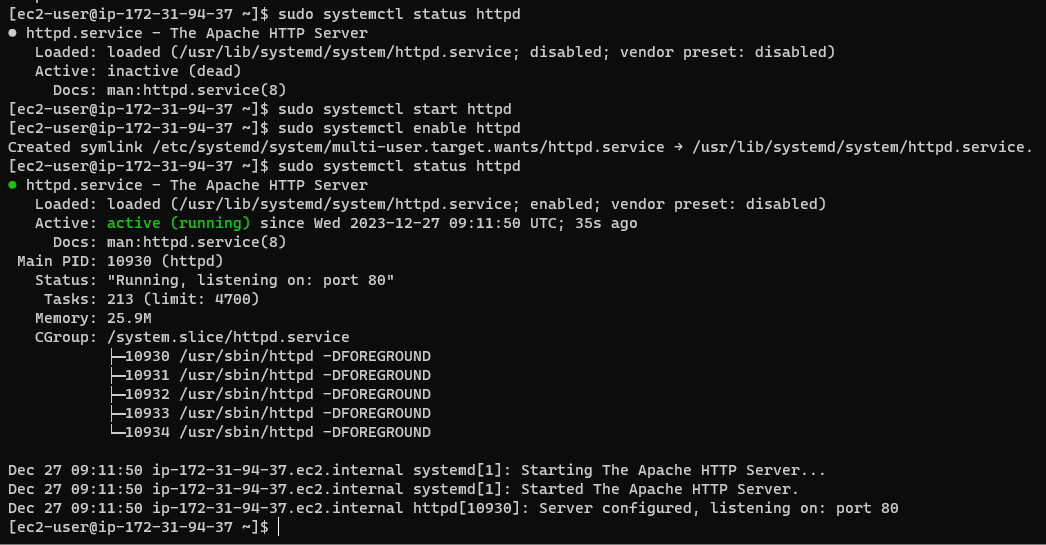 [ec2-user@ip-172-31-94-37 ~]$ sudo systemctl status httpd
● httpd.service - The Apache HTTP Server
   Loaded: loaded (/usr/lib/systemd/system/httpd.service; disabled; vendor preset: disabled)
   Active: inactive (dead)
     Docs: man:httpd.service(8)
[ec2-user@ip-172-31-94-37 ~]$ sudo systemctl start httpd
[ec2-user@ip-172-31-94-37 ~]$ sudo systemctl enable httpd
Created symlink /etc/systemd/system/multi-user.target.wants/httpd.service → /usr/lib/systemd/system/httpd.service.
[ec2-user@ip-172-31-94-37 ~]$ sudo systemctl status httpd
● httpd.service - The Apache HTTP Server
   Loaded: loaded (/usr/lib/systemd/system/httpd.service; enabled; vendor preset: disabled)
   Active: active (running) since Wed 2023-12-27 09:11:50 UTC; 35s ago
     Docs: man:httpd.service(8)
 Main PID: 10930 (httpd)
   Status: "Running, listening on: port 80"
    Tasks: 213 (limit: 4700)
   Memory: 25.9M
   CGroup: /system.slice/httpd.service
           ├─10930 /usr/sbin/httpd -DFOREGROUND
           ├─10931 /usr/sbin/httpd -DFOREGROUND
           ├─10932 /usr/sbin/httpd -DFOREGROUND
           ├─10933 /usr/sbin/httpd -DFOREGROUND
           └─10934 /usr/sbin/httpd -DFOREGROUND

Dec 27 09:11:50 ip-172-31-94-37.ec2.internal systemd[1]: Starting The Apache HTTP Server...
Dec 27 09:11:50 ip-172-31-94-37.ec2.internal systemd[1]: Started The Apache HTTP Server.
Dec 27 09:11:50 ip-172-31-94-37.ec2.internal httpd[10930]: Server configured, listening on: port 80
[ec2-user@ip-172-31-94-37 ~]$